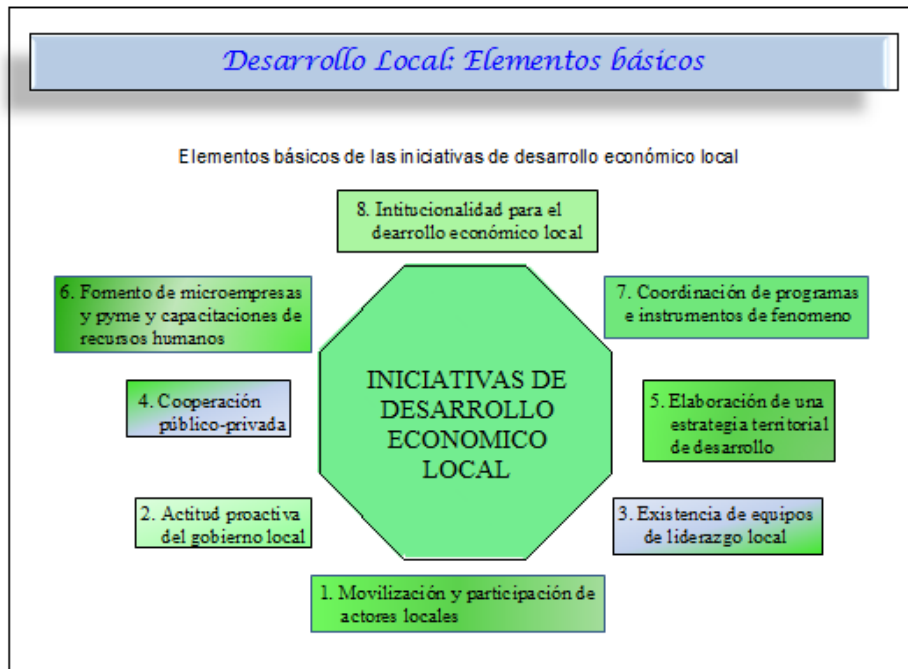 Desarrollo Local: Elementos básicos
Elementos básicos de las iniciativas de desarrollo económico local
8. Intitucionalidad para el
dearrollo económico local
6. Fomento de microempresas
y pyme y capacitaciones de
recursos humanos
7. Coordinación de programas
e instrumentos de fenomeno
INICIATIVAS DE
DESARROLLO
ECONOMICO
LOCAL
4. Cooperación
público-privada
5. Elaboración de una
estrategia territorial
de desarrollo
2. Actitud proactiva
del gobierno local
3. Existencia de equipos
de liderazgo local
1. Movilización y participación de
actores locales